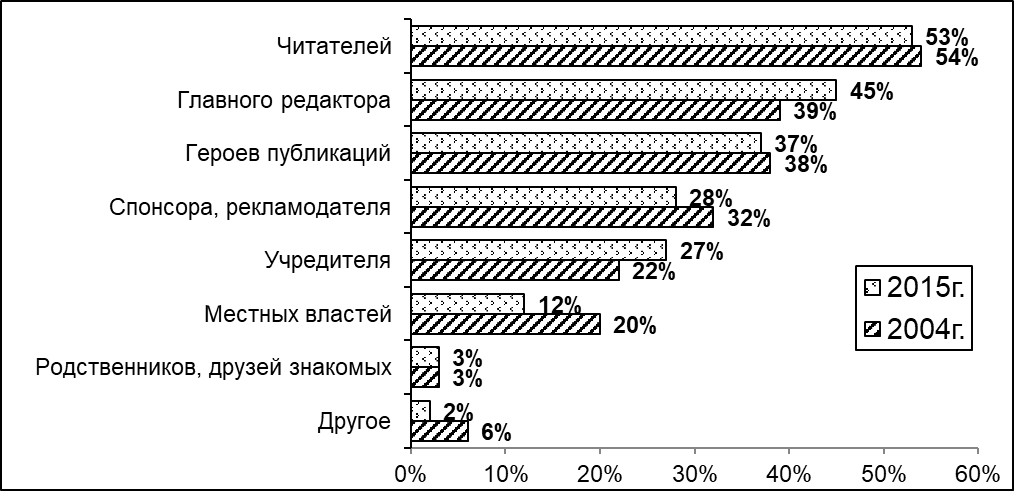 Читателей
53%
54%
Главного редактора
45%
39%
Героев публикаций
37%
38%
Спонсора, рекламодателя
28%
32%
Учредителя
27%
22%
Местных властей
12%
20%
Родственников, друзей знакомых
3%
3%
Другое
2%
6%
2015г.
2004г.
0% 10% 20% 30% 40% 50% 60%